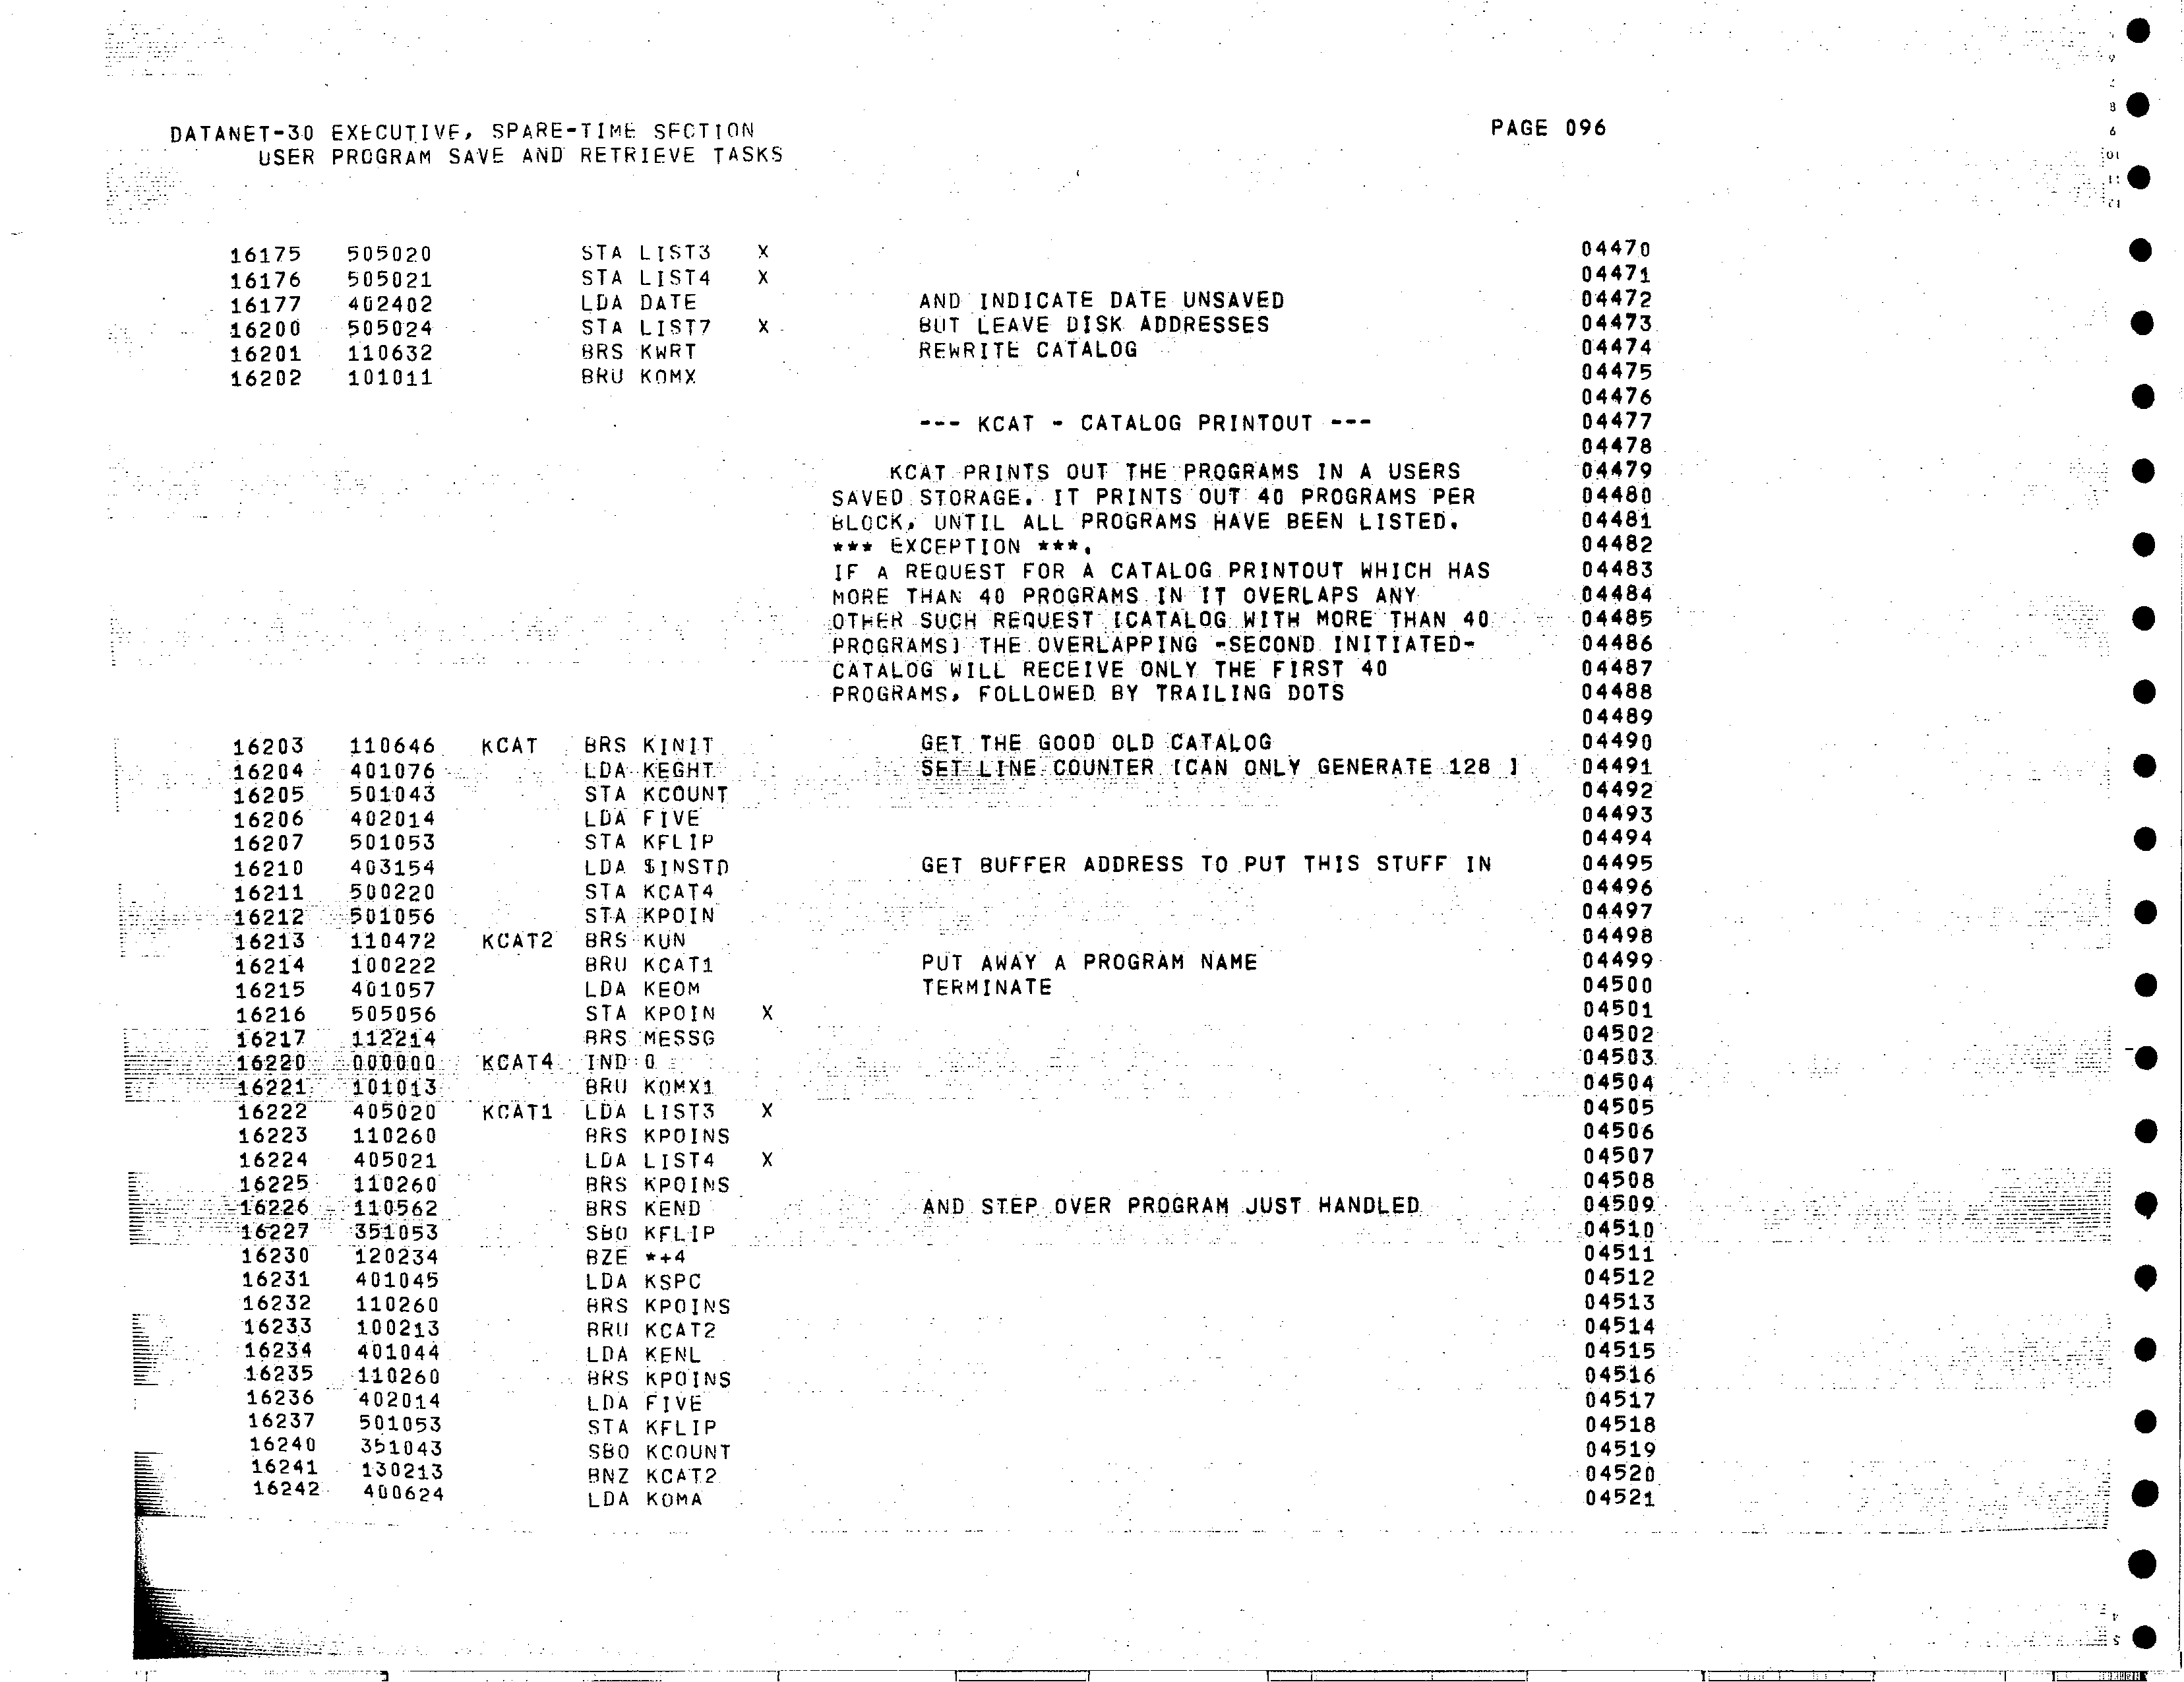 DATANET-30 EXECUTIVE, SPARE-TIME SECTION PAGE 096
USER PROGRAM SAVE AND RETRIEVE TASKS
16175 505020 STA LIST3 X 04470
16176 505021 STA LIST4 X 04471
16177 402402 LDA DATE AND INDICATE DATE UNSAVED 04472
16200 505024 STA LIST7 X BUT LEAVE DISK ADDRESSES 04473
16201 110632 BRS KWRT REWRITE CATALOG 04474
16202 101011 BRU KOMX 04475
04476
--- KCAT - CATALOG PRINTOUT --- 04477
04478
KCAT PRINTS OUT THE PROGRAMS IN A USERS 04479
SAVED STORAGE. IT PRINTS OUT 40 PROGRAMS PER 04480
BLOCK, UNTIL ALL PROGRAMS HAVE BEEN LISTED. 04481
*** EXCEPTION ***. 04482
IF A REQUEST FOR A CATALOG PRINTOUT WHICH HAS 04483
MORE THAN 40 PROGRAMS IN IT OVERLAPS ANY 04484
OTHER SUCH REQUEST [CATALOG WITH MORE THAN 40 04485
PROGRAMS] THE OVERLAPPING -SECOND INITIATED- 04486
CATALOG WILL RECEIVE ONLY THE FIRST 40 04487
PROGRAMS, FOLLOWED BY TRAILING DOTS 04488
04489
16203 110646 KCAT BRS KINIT GET THE GOOD OLD CATALOG 04490
16204 401076 LDA KEGHT SET LINE COUNTER [CAN ONLY GENERATE 128 ] 04491
16205 501043 STA KCOUNT 04492
16206 402014 LDA FIVE 04493
16207 501053 STA KFLIP 04494
16210 403154 LDA $INSTD GET BUFFER ADDRESS TO PUT THIS STUFF IN 04495
16211 500220 STA KCAT4 04496
16212 501056 STA KPOIN 04497
16213 110472 KCAT2 BRS KUN 04498
16214 100222 BRU KCAT1 PUT AWAY A PROGRAM NAME 04499
16215 401057 LDA KEOM TERMINATE 04500
16216 505056 STA KPOIN X 04501
16217 112214 BRS MESSG 04502
16220 000000 KCAT4 IND 0 04503
16221 101013 BRU KOMX1 04504
16222 405020 KCAT1 LDA LIST3 X 04505
16223 110260 BRS KPOINS 04506
16224 405021 LDA LIST4 X 04507
16225 110260 BRS KPOINS 04508
16226 110562 BRS KEND AND STEP OVER PROGRAM JUST HANDLED 04509
16227 351053 SBO KFLIP 04510
16230 120234 BZE *+4 04511
16231 401045 LDA KSPC 04512
16232 110260 BRS KPOINS 04513
16233 100213 BRU KCAT2 04514
16234 401044 LDA KENL 04515
16235 110260 BRS KPOINS 04516
16236 402014 LDA FIVE 04517
16237 501053 STA KFLIP 04518
16240 351043 SBO KCOUNT 04519
16241 130213 BNZ KCAT2 04520
16242 400624 LDA KOMA 04521